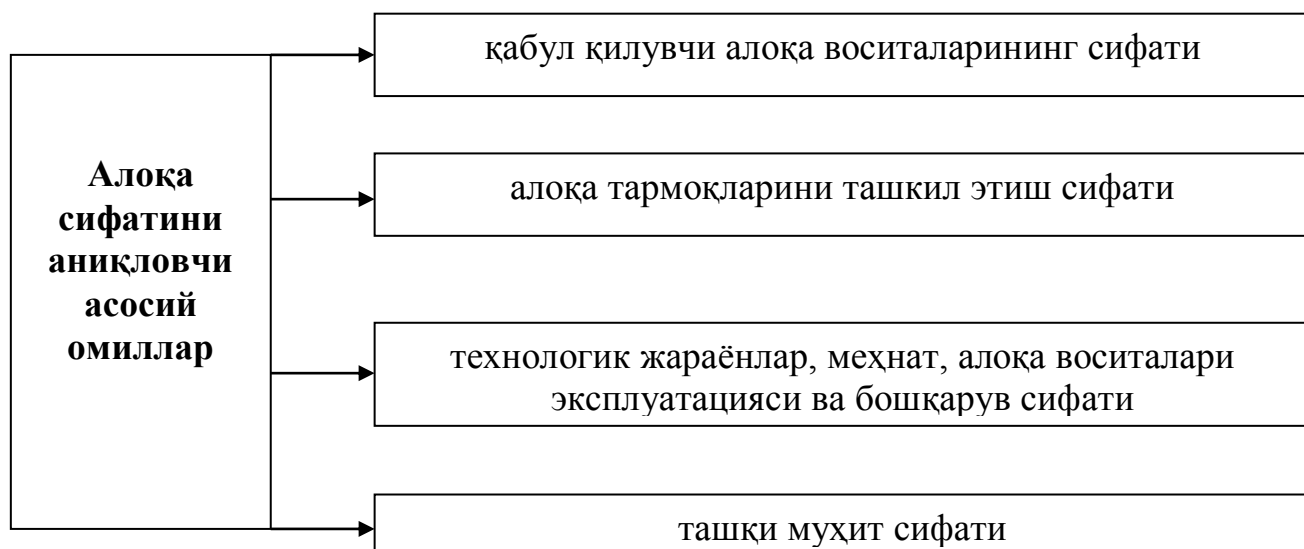 қабул қилувчи алоқа воситаларининг сифати
Алоқа
сифатини
аниқловчи
асосий
омиллар
алоқа тармоқларини ташкил этиш сифати
технологик жараёнлар, меҳнат, алоқа воситалари
эксплуатацияси ва бошқарув сифати
ташқи муҳит сифати